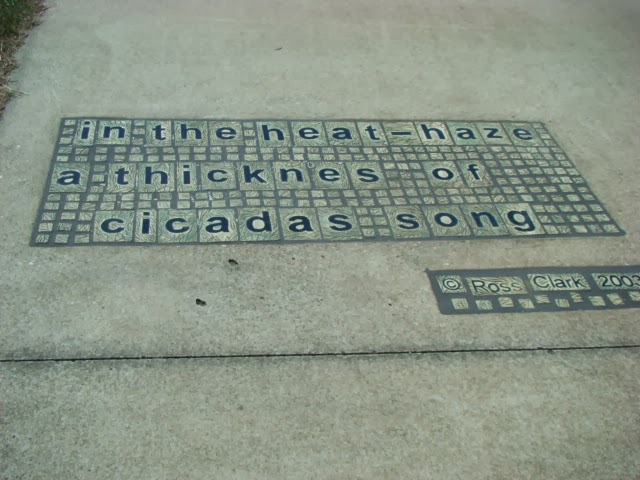 in the heat-haze
a thicknes of
cicadas song
© Ross Clark 2003